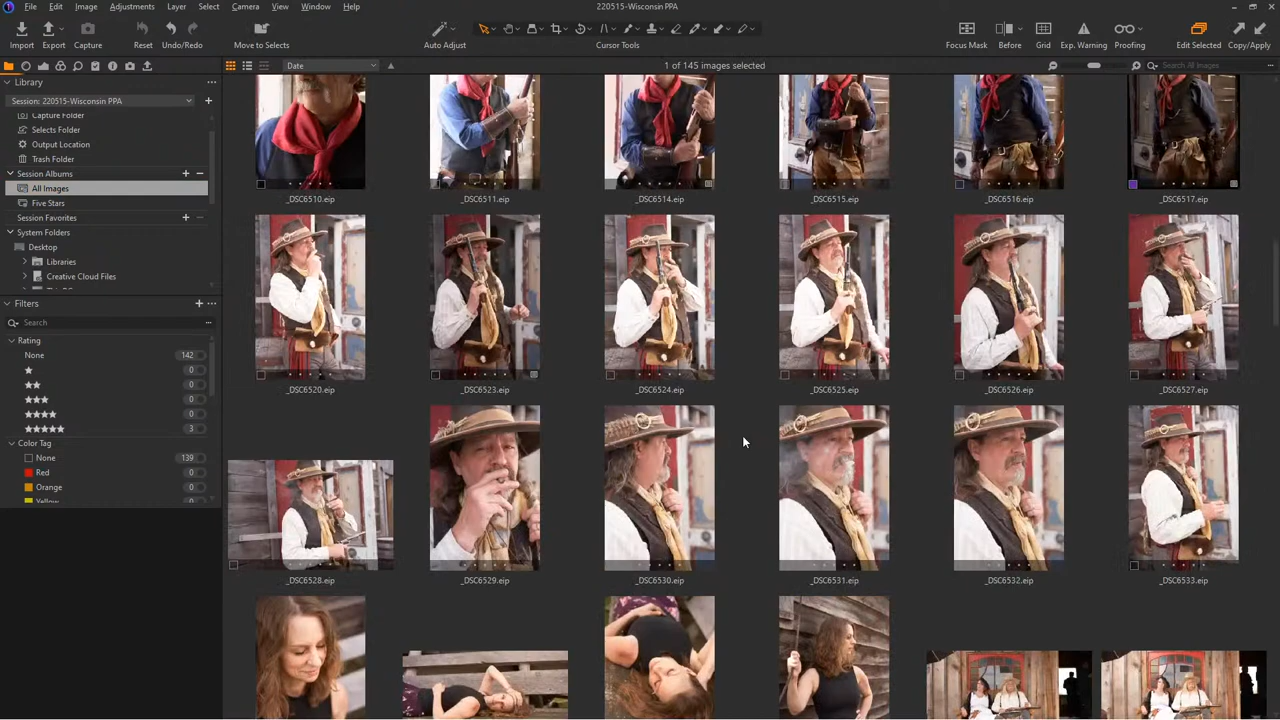 File Edit Image Adjustments Layer Select Camera View Window Help
220515-Wisconsin PPA
Import Export Capture Reset Undo/Redo Move to Selects Auto Adjust Cursor Tools Focus Mask Before Grid Exp. Warning Proofing Edit Selected Copy/Apply
Library
Date
1 of 145 images selected
Search All Images
Session: 220515-Wisconsin PPA
Capture Folder
Selects Folder
Output Location
Trash Folder
Session Albums
All Images
Five Stars
Session Favorites
System Folders
Desktop
Libraries
Creative Cloud Files
Filters
Search
Rating
None 142
0
0
0
0
3
Color Tag
None 139
Red 0
Orange 0
Yellow
_DSC6510.eip _DSC6511.eip _DSC6514.eip _DSC6515.eip _DSC6516.eip _DSC6517.eip
_DSC6520.eip _DSC6523.eip _DSC6524.eip _DSC6525.eip _DSC6526.eip _DSC6527.eip
_DSC6528.eip _DSC6529.eip _DSC6530.eip _DSC6531.eip _DSC6532.eip _DSC6533.eip